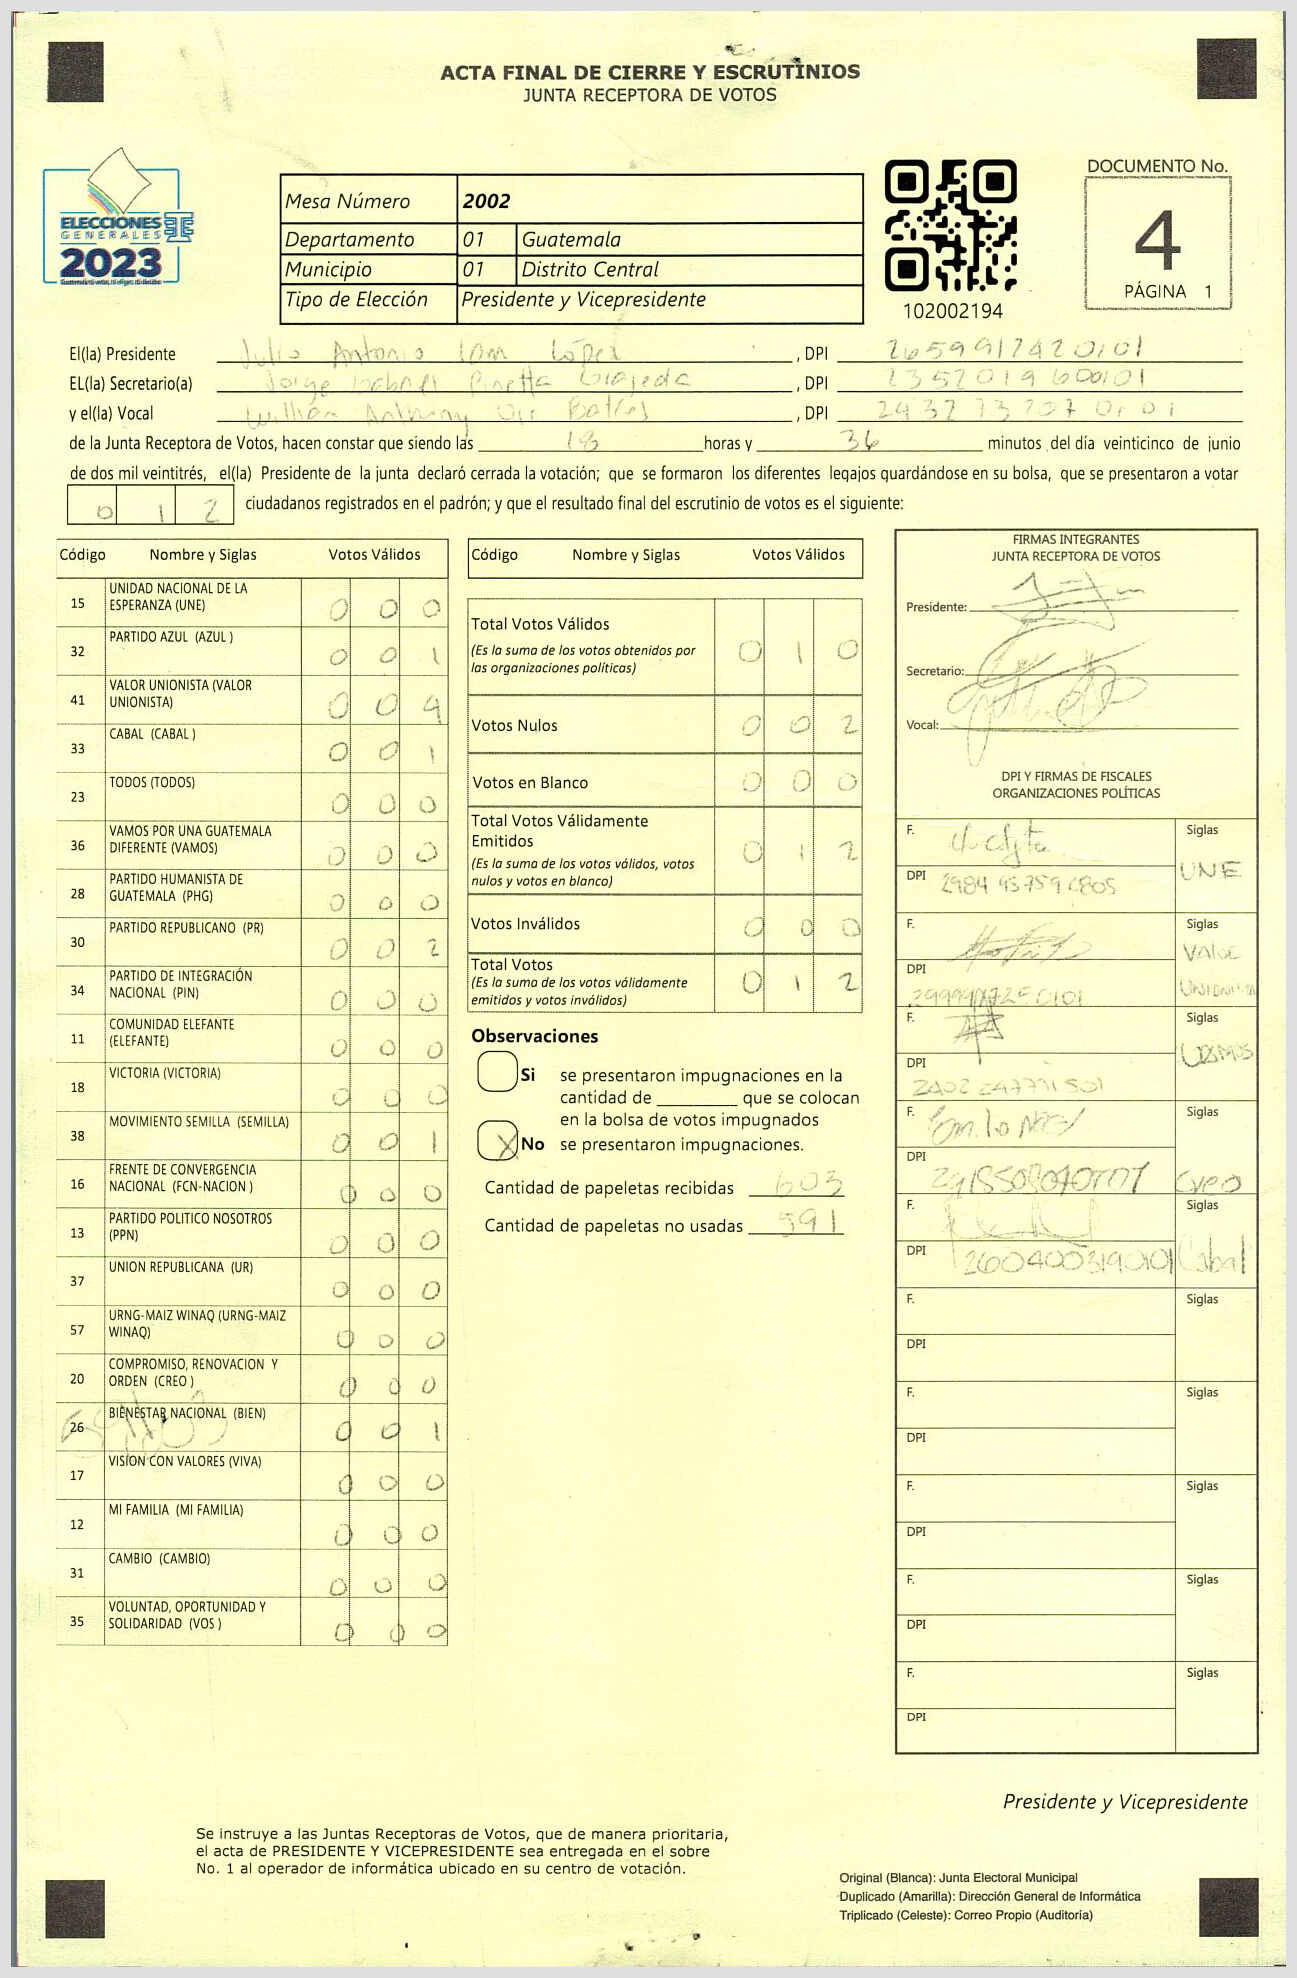 ACTA FINAL DE CIERRE Y ESCRUTINIOS
JUNTA RECEPTORA DE VOTOS
ELECCIONES
GENERALES
2023
Mesa Número 2002
Departamento 01 Guatemala
Municipio 01 Distrito Central
Tipo de Elección Presidente y Vicepresidente
102002194
DOCUMENTO No.
4
PÁGINA 1
El(la) Presidente Julio Antonio López , DPI
EL(la) Secretario(a) Jorge , DPI
y el(la) Vocal Anthony , DPI
de la Junta Receptora de Votos, hacen constar que siendo las 18 horas y 36 minutos del día veinticinco de junio
de dos mil veintitrés, el(la) Presidente de la junta declaró cerrada la votación; que se formaron los diferentes legajos guardándose en su bolsa, que se presentaron a votar
0 1 2 ciudadanos registrados en el padrón; y que el resultado final del escrutinio de votos es el siguiente:
Código Nombre y Siglas Votos Válidos
15 UNIDAD NACIONAL DE LA
ESPERANZA (UNE) 0 0 0
32 PARTIDO AZUL (AZUL ) 0 0 1
41 VALOR UNIONISTA (VALOR
UNIONISTA) 0 0 4
33 CABAL (CABAL ) 0 0 1
23 TODOS (TODOS) 0 0 0
36 VAMOS POR UNA GUATEMALA
DIFERENTE (VAMOS) 0 0 0
28 PARTIDO HUMANISTA DE
GUATEMALA (PHG) 0 0 0
30 PARTIDO REPUBLICANO (PR) 0 0 2
34 PARTIDO DE INTEGRACIÓN
NACIONAL (PIN) 0 0 0
11 COMUNIDAD ELEFANTE
(ELEFANTE) 0 0 0
18 VICTORIA (VICTORIA) 0 0 0
38 MOVIMIENTO SEMILLA (SEMILLA) 0 0 1
16 FRENTE DE CONVERGENCIA
NACIONAL (FCN-NACION ) 0 0 0
13 PARTIDO POLITICO NOSOTROS
(PPN) 0 0 0
37 UNION REPUBLICANA (UR) 0 0 0
57 URNG-MAIZ WINAQ (URNG-MAIZ
WINAQ) 0 0 0
20 COMPROMISO, RENOVACION Y
ORDEN (CREO ) 0 0 0
26 BIENESTAR NACIONAL (BIEN) 0 0 1
17 VISION CON VALORES (VIVA) 0 0 0
12 MI FAMILIA (MI FAMILIA) 0 0 0
31 CAMBIO (CAMBIO) 0 0 0
35 VOLUNTAD, OPORTUNIDAD Y
SOLIDARIDAD (VOS ) 0 0 0
Código Nombre y Siglas Votos Válidos
Total Votos Válidos 0 1 0
(Es la suma de los votos obtenidos por
las organizaciones políticas)
Votos Nulos 0 0 2
Votos en Blanco 0 0 0
Total Votos Válidamente
Emitidos 0 1 2
(Es la suma de los votos válidos, votos
nulos y votos en blanco)
Votos Inválidos 0 0 0
Total Votos 0 1 2
(Es la suma de los votos válidamente
emitidos y votos inválidos)
Observaciones
Si se presentaron impugnaciones en la
cantidad de ________ que se colocan
en la bolsa de votos impugnados
X No se presentaron impugnaciones.
Cantidad de papeletas recibidas 603
Cantidad de papeletas no usadas 591
FIRMAS INTEGRANTES
JUNTA RECEPTORA DE VOTOS
Presidente:
Secretario:
Vocal:
DPI Y FIRMAS DE FISCALES
ORGANIZACIONES POLÍTICAS
F. Siglas
DPI UNE
F. Siglas
VALOR
DPI UNIONISTA
F. Siglas
DPI VAMOS
F. Siglas
DPI Creo
F. Siglas
DPI 2604003190101 Cabal
F. Siglas
DPI
F. Siglas
DPI
F. Siglas
DPI
F. Siglas
DPI
F. Siglas
DPI
Presidente y Vicepresidente
Se instruye a las Juntas Receptoras de Votos, que de manera prioritaria,
el acta de PRESIDENTE Y VICEPRESIDENTE sea entregada en el sobre
No. 1 al operador de informática ubicado en su centro de votación.
Original (Blanca): Junta Electoral Municipal
Duplicado (Amarilla): Dirección General de Informática
Triplicado (Celeste): Correo Propio (Auditoría)